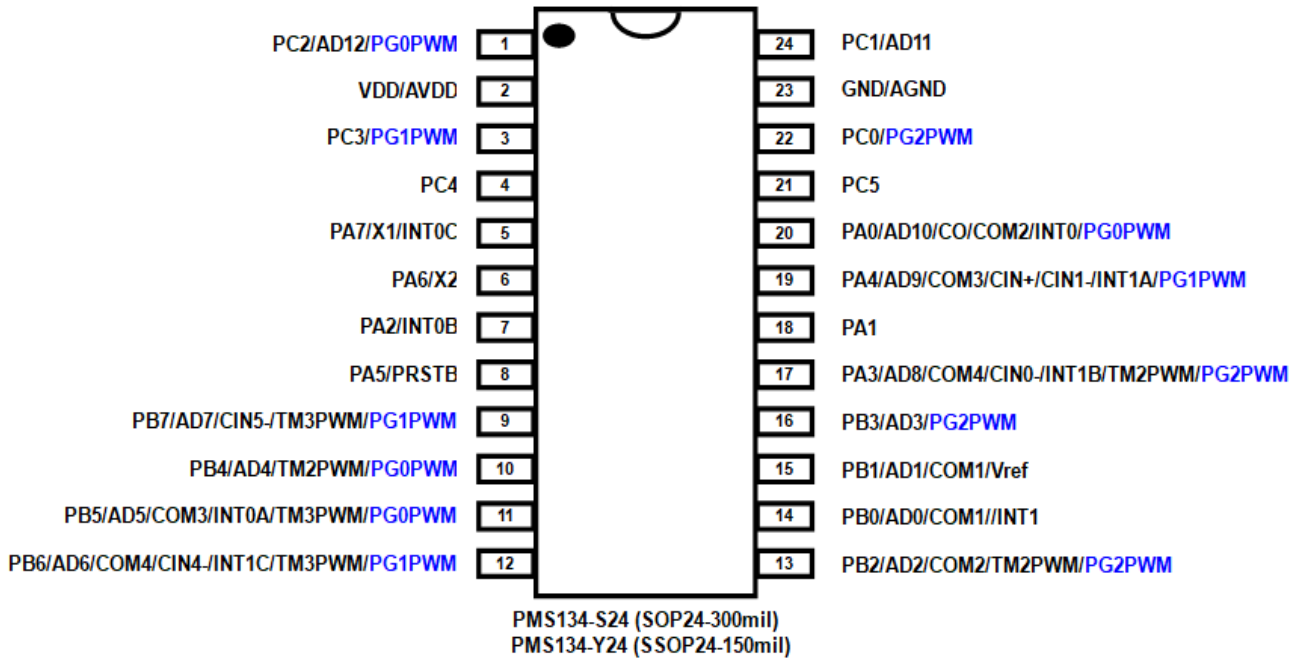 PC2/AD12/PG0PWM 1 24 PC1/AD11
VDD/AVDD 2 23 GND/AGND
PC3/PG1PWM 3 22 PC0/PG2PWM
PC4 4 21 PC5
PA7/X1/INT0C 5 20 PA0/AD10/CO/COM2/INT0/PG0PWM
PA6/X2 6 19 PA4/AD9/COM3/CIN+/CIN1-/INT1A/PG1PWM
PA2/INT0B 7 18 PA1
PA5/PRSTB 8 17 PA3/AD8/COM4/CIN0-/INT1B/TM2PWM/PG2PWM
PB7/AD7/CIN5-/TM3PWM/PG1PWM 9 16 PB3/AD3/PG2PWM
PB4/AD4/TM2PWM/PG0PWM 10 15 PB1/AD1/COM1/Vref
PB5/AD5/COM3/INT0A/TM3PWM/PG0PWM 11 14 PB0/AD0/COM1//INT1
PB6/AD6/COM4/CIN4-/INT1C/TM3PWM/PG1PWM 12 13 PB2/AD2/COM2/TM2PWM/PG2PWM
PMS134-S24 (SOP24-300mil)
PMS134-Y24 (SSOP24-150mil)